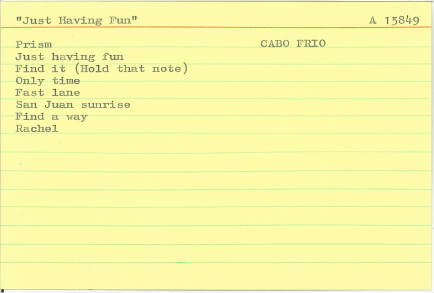 "Just Having Fun" A 15849
Prism CABO FRIO
Just having fun
Find it (Hold that note)
Only time
Fast lane
San Juan sunrise
Find a way
Rachel